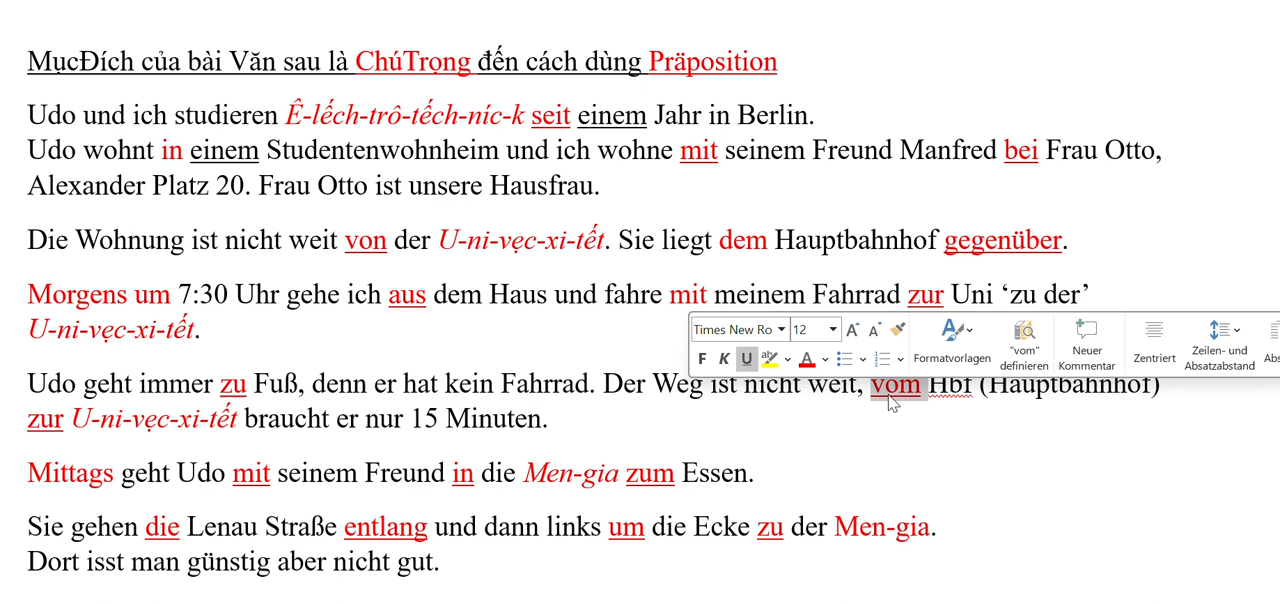 MụcĐích của bài Văn sau là ChúTrọng đến cách dùng Präposition
Udo und ich studieren Ê-lếch-trô-tếch-níc-k seit einem Jahr in Berlin.
Udo wohnt in einem Studentenwohnheim und ich wohne mit seinem Freund Manfred bei Frau Otto,
Alexander Platz 20. Frau Otto ist unsere Hausfrau.
Die Wohnung ist nicht weit von der U-ni-vẹc-xi-tết. Sie liegt dem Hauptbahnhof gegenüber.
Morgens um 7:30 Uhr gehe ich aus dem Haus und fahre mit meinem Fahrrad zur Uni ‘zu der’
U-ni-vẹc-xi-tết.
Times New Ro 12
F K U
Formatvorlagen
"vom" definieren
Neuer Kommentar
Zentriert
Zeilen- und Absatzabstand
Abs
Udo geht immer zu Fuß, denn er hat kein Fahrrad. Der Weg ist nicht weit, vom Hbf (Hauptbahnhof)
zur U-ni-vẹc-xi-tết braucht er nur 15 Minuten.
Mittags geht Udo mit seinem Freund in die Men-gia zum Essen.
Sie gehen die Lenau Straße entlang und dann links um die Ecke zu der Men-gia.
Dort isst man günstig aber nicht gut.